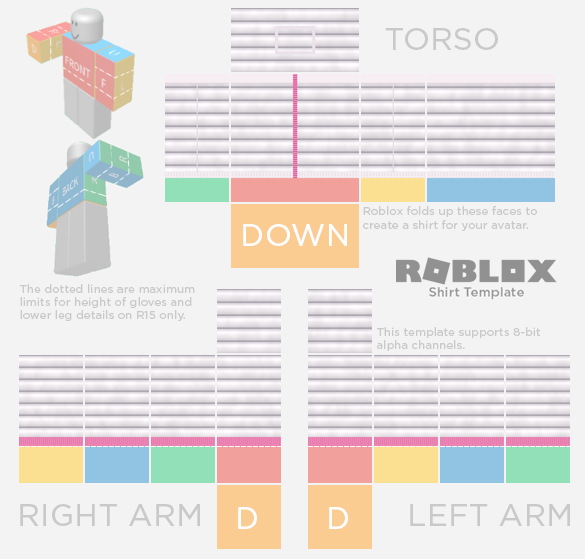 TORSO
FRONT
F
D
BACK
DOWN
Roblox folds up these faces to
create a shirt for your avatar.
ROBLOX
Shirt Template
The dotted lines are maximum
limits for height of gloves and
lower leg details on R15 only.
This template supports 8-bit
alpha channels.
RIGHT ARM
D
D
LEFT ARM